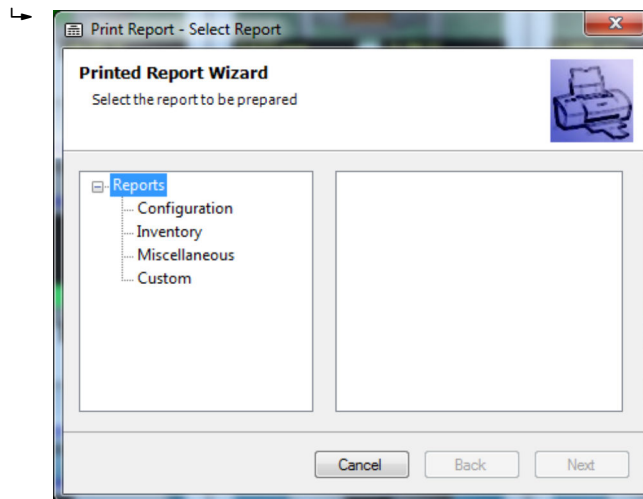 Print Report - Select Report
Printed Report Wizard
Select the report to be prepared
Reports
Configuration
Inventory
Miscellaneous
Custom
Cancel
Back
Next